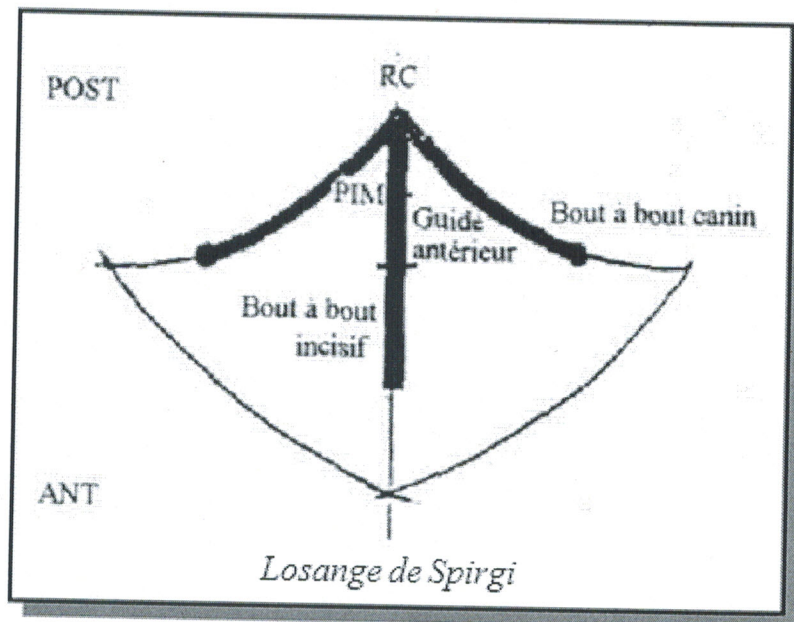 RC
POST
PIM
Guide
antérieur
Bout à bout canin
Bout à bout
incisif
ANT
Losange de Spirgi